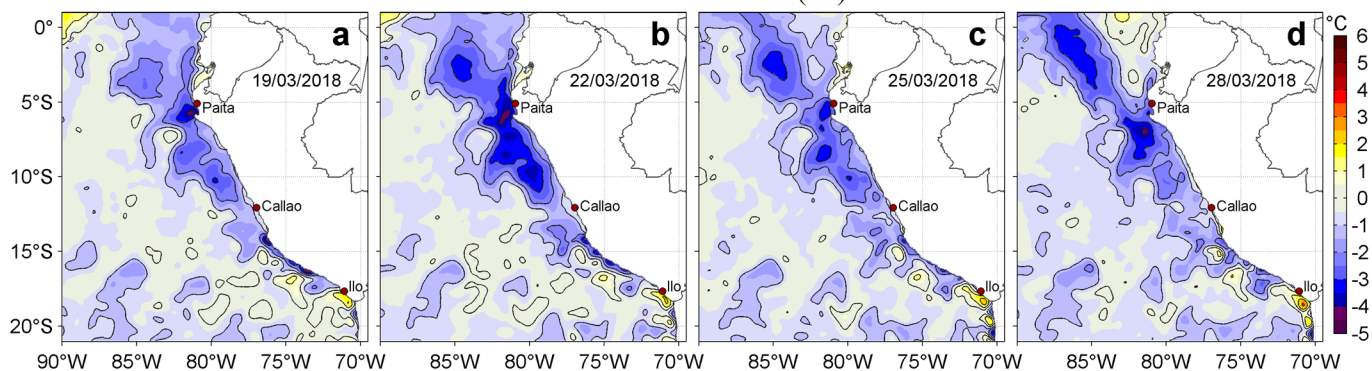 a b c d °C
19/03/2018 22/03/2018 25/03/2018 28/03/2018
0° 6
5°S Paita Paita Paita Paita 5
10°S 4
Callao Callao Callao Callao 3
15°S 2
Ilo Ilo Ilo Ilo 1
20°S 0
-1
-2
-3
-4
-5
90°W 85°W 80°W 75°W 70°W 85°W 80°W 75°W 70°W 85°W 80°W 75°W 70°W 85°W 80°W 75°W 70°W